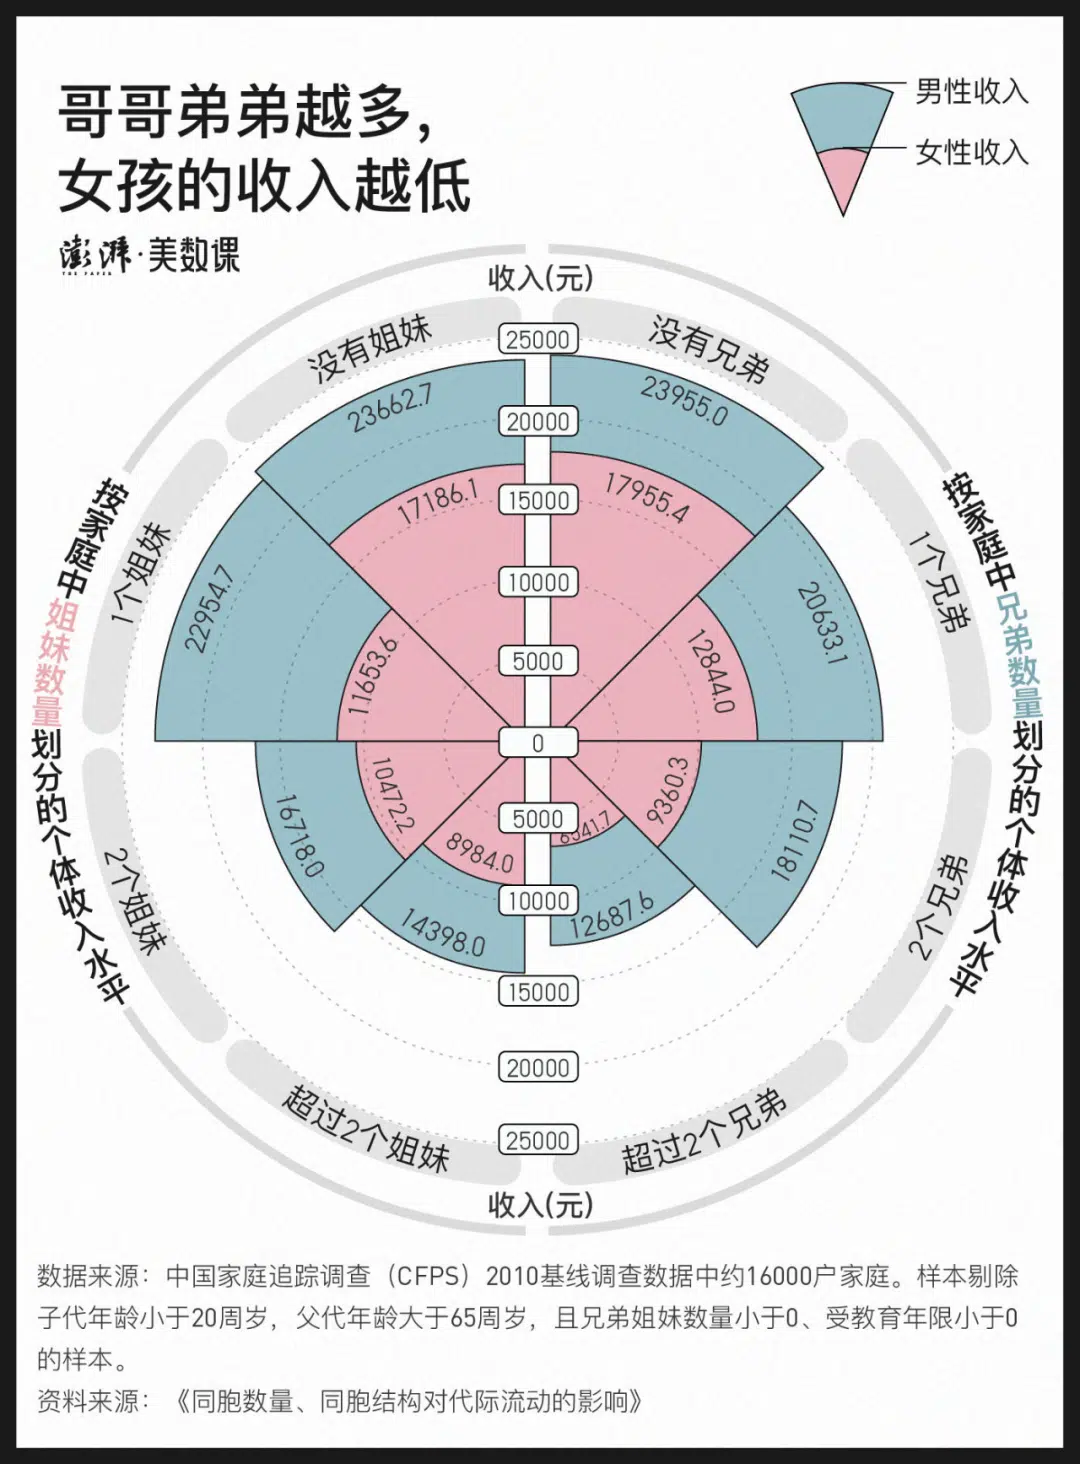 哥哥弟弟越多，
女孩的收入越低
澎湃·美数课
THE PAPER
男性收入
女性收入
收入(元)
没有姐妹
没有兄弟
1个姐妹
1个兄弟
2个姐妹
2个兄弟
超过2个姐妹
超过2个兄弟
按家庭中姐妹数量划分的个体收入水平
按家庭中兄弟数量划分的个体收入水平
25000
20000
15000
10000
5000
0
5000
10000
15000
20000
25000
23662.7
17186.1
23955.0
17955.4
22954.7
11653.6
20633.1
12844.0
16718.0
10472.2
18110.7
9360.3
14398.0
8984.0
12687.6
6541.7
收入(元)
数据来源：中国家庭追踪调查（CFPS）2010基线调查数据中约16000户家庭。样本剔除
子代年龄小于20周岁，父代年龄大于65周岁，且兄弟姐妹数量小于0、受教育年限小于0
的样本。
资料来源：《同胞数量、同胞结构对代际流动的影响》